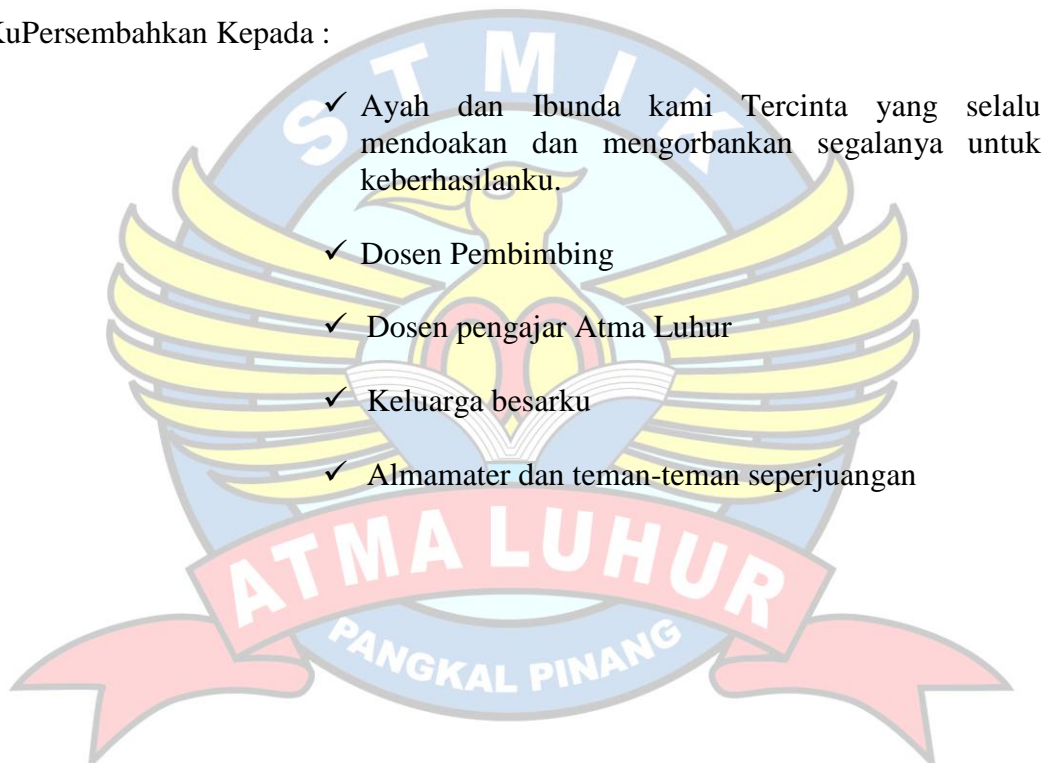 KuPersembahkan Kepada :
STMIK
✓ Ayah dan Ibunda kami Tercinta yang selalu
mendoakan dan mengorbankan segalanya untuk
keberhasilanku.
✓ Dosen Pembimbing
✓ Dosen pengajar Atma Luhur
✓ Keluarga besarku
✓ Almamater dan teman-teman seperjuangan
ATMA LUHUR
PANGKAL PINANG